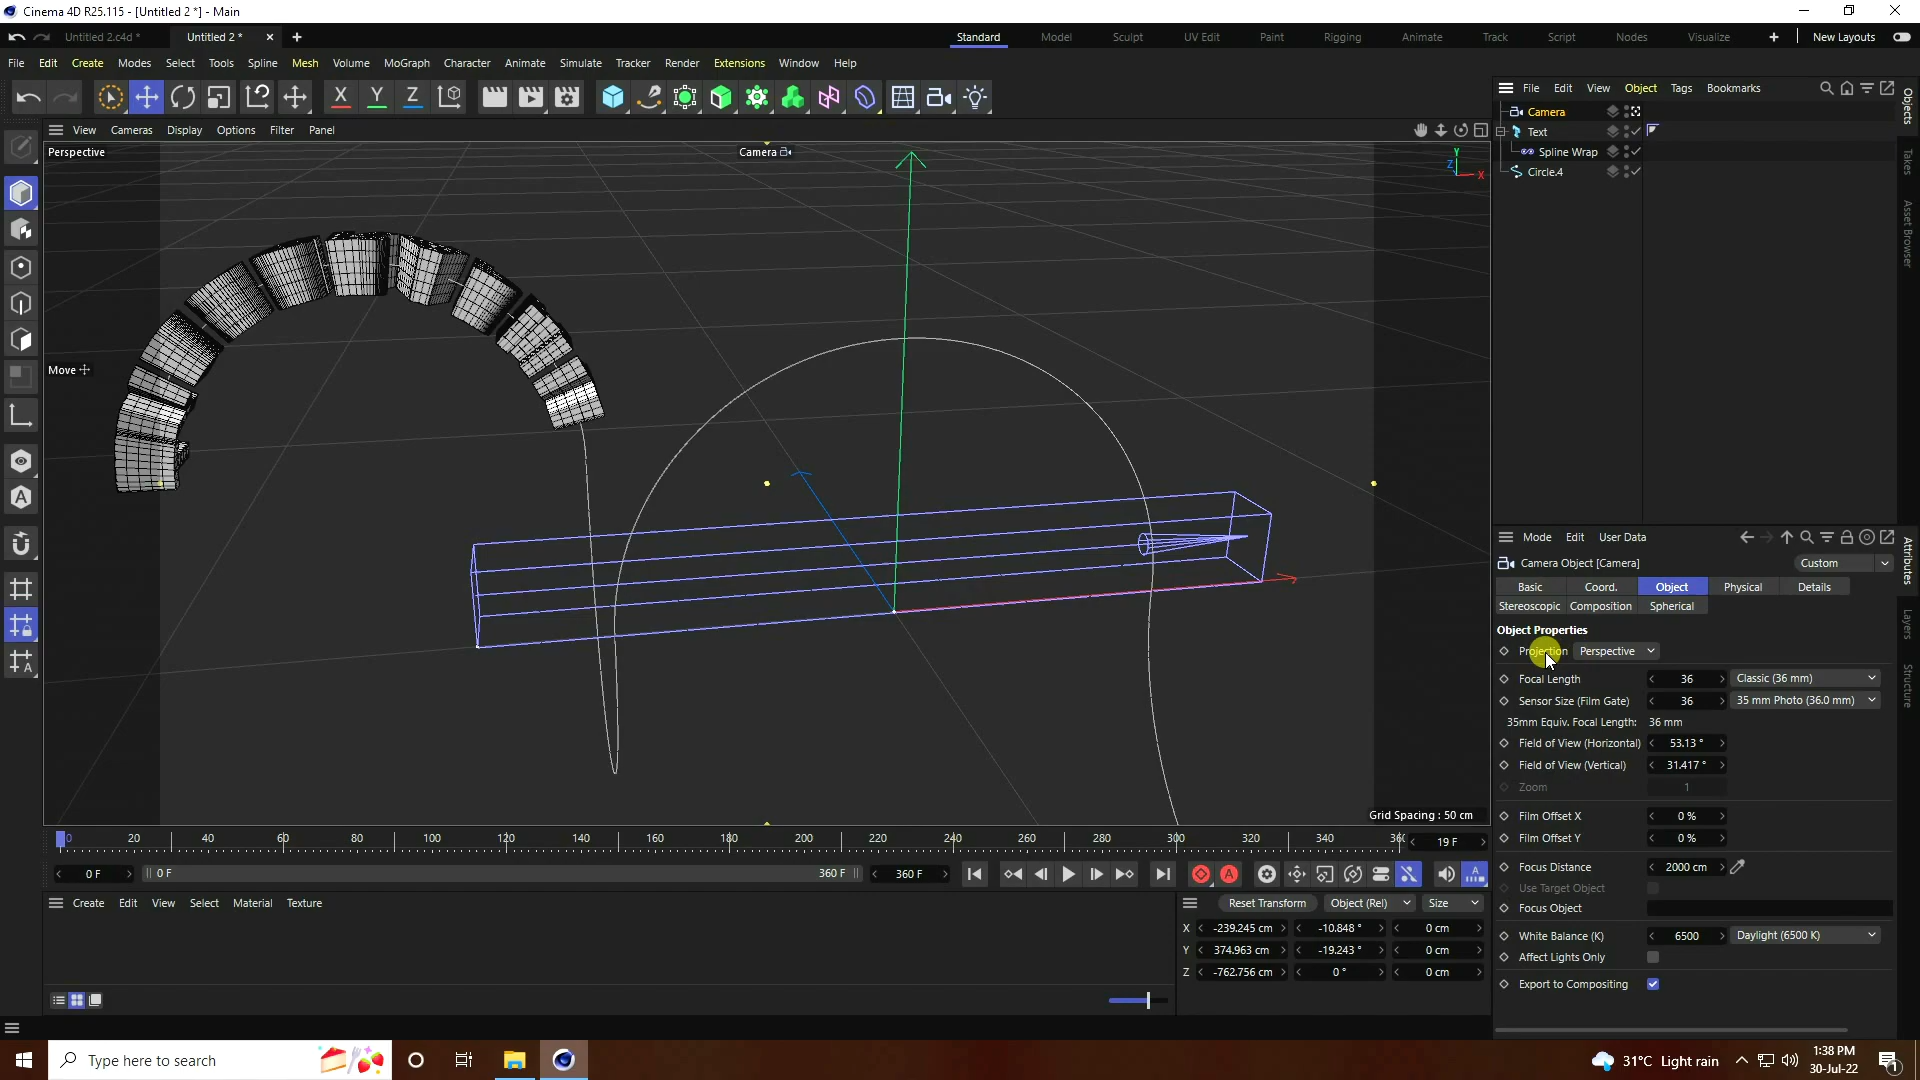 Cinema 4D R25.115 - [Untitled 2 *] - Main
Untitled 2.c4d *
Untitled 2 *
Standard Model Sculpt UV Edit Paint Rigging Animate Track Script Nodes Visualize New Layouts
File Edit Create Modes Select Tools Spline Mesh Volume MoGraph Character Animate Simulate Tracker Render Extensions Window Help
X Y Z
View Cameras Display Options Filter Panel
Perspective
Camera
Y
Z
X
Move
Grid Spacing : 50 cm
0 20 40 60 80 100 120 140 160 180 200 220 240 260 280 300 320 340 36
19 F
0 F
0 F
360 F
360 F
Create Edit View Select Material Texture
Reset Transform Object (Rel) Size
X -239.245 cm -10.848 ° 0 cm
Y 374.963 cm -19.243 ° 0 cm
Z -762.756 cm 0 ° 0 cm
File Edit View Object Tags Bookmarks
Camera
Text
Spline Wrap
Circle.4
Objects
Takes
Asset Browser
Mode Edit User Data
Camera Object [Camera]
Custom
Basic Coord. Object Physical Details
Stereoscopic Composition Spherical
Object Properties
Projection Perspective
Focal Length 36 Classic (36 mm)
Sensor Size (Film Gate) 36 35 mm Photo (36.0 mm)
35mm Equiv. Focal Length: 36 mm
Field of View (Horizontal) 53.13 °
Field of View (Vertical) 31.417 °
Zoom 1
Film Offset X 0 %
Film Offset Y 0 %
Focus Distance 2000 cm
Use Target Object
Focus Object
White Balance (K) 6500 Daylight (6500 K)
Affect Lights Only
Export to Compositing
Attributes
Layers
Structure
Type here to search
31°C Light rain
1:38 PM
30-Jul-22
1